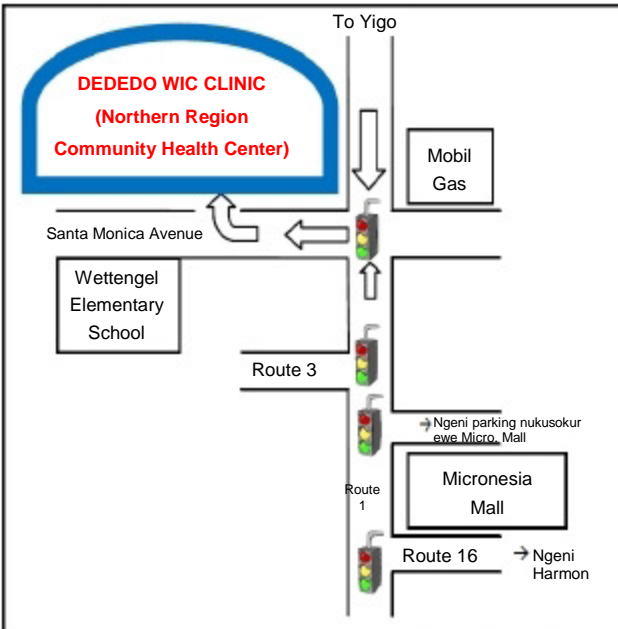 To Yigo
DEDEDO WIC CLINIC
(Northern Region
Community Health Center)
Mobil
Gas
Santa Monica Avenue
Wettengel
Elementary
School
Route 3
Ngeni parking nukusokur
ewe Micro. Mall
Route
1
Micronesia
Mall
Route 16
Ngeni
Harmon